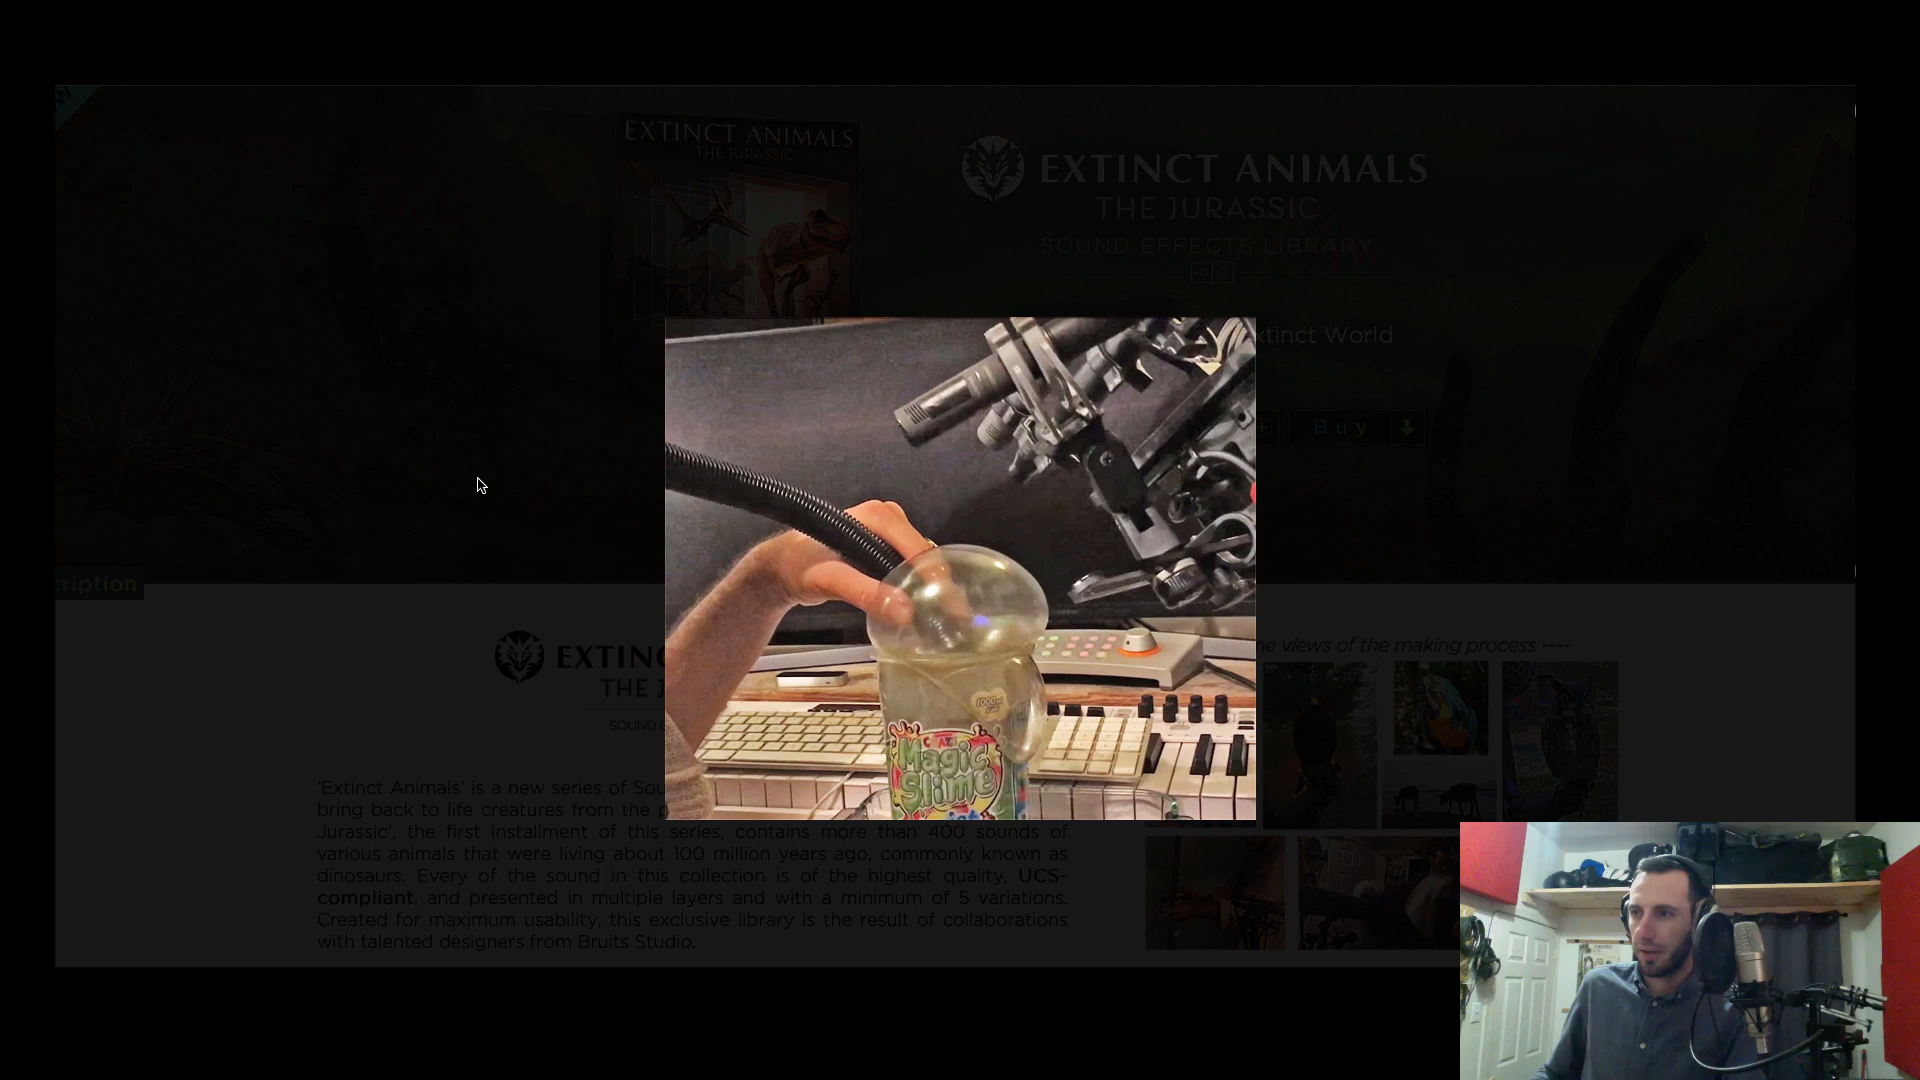 EXTINCT ANIMALS
THE JURASSIC
EXTINCT ANIMALS
THE JURASSIC
SOUND EFFECTS LIBRARY
xtinct World
Buy
cription
EXTINC
THE J
SOUND E
'Extinct Animals' is a new series of Sou
bring back to life creatures from the p
Jurassic', the first installment of this series, contains more than 400 sounds of
various animals that were living about 100 million years ago, commonly known as
dinosaurs. Every of the sound in this collection is of the highest quality, UCS-
compliant, and presented in multiple layers and with a minimum of 5 variations.
Created for maximum usability, this exclusive library is the result of collaborations
with talented designers from Bruits Studio.
ne views of the making process ----
1000ml
Magic
Slime